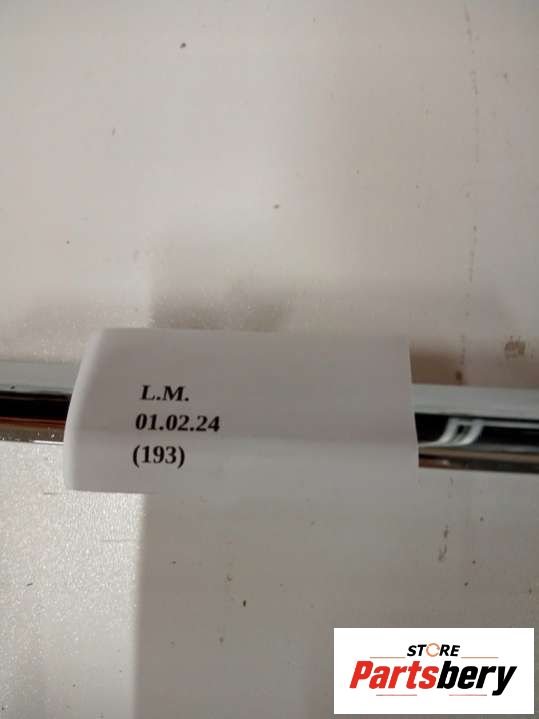 L.M.
01.02.24
(193)
STORE
Partsbery